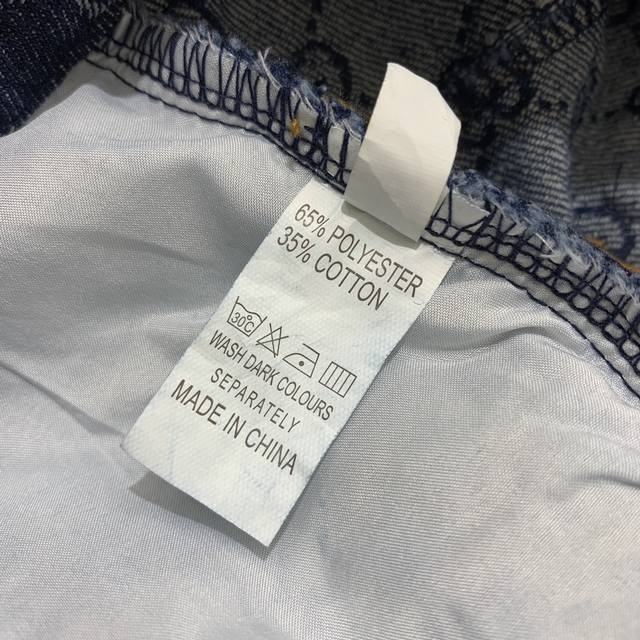 65% POLYESTER
35% COTTON
30°C
WASH DARK COLOURS
SEPARATELY
MADE IN CHINA